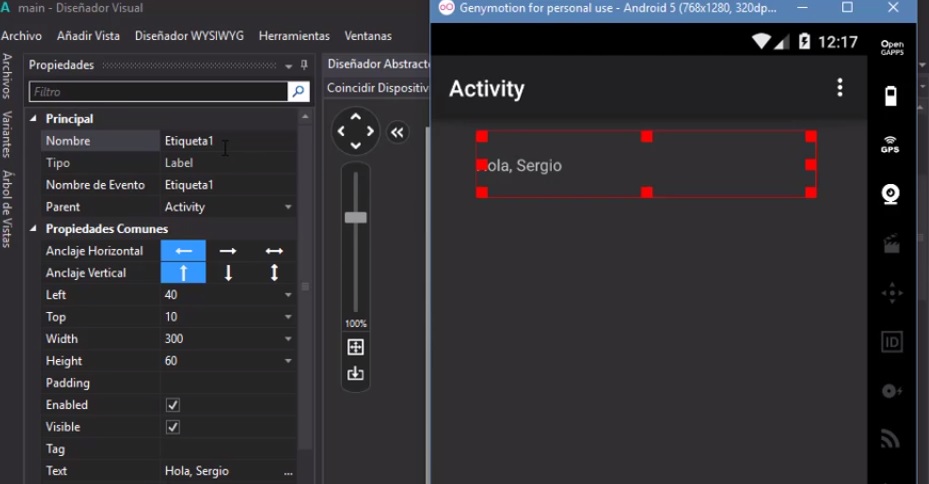 A main - Diseñador Visual
Archivo Añadir Vista Diseñador WYSIWYG Herramientas Ventanas
Archivos
Variantes
Árbol de Vistas
Propiedades
Filtro
Principal
Nombre Etiqueta1
Tipo Label
Nombre de Evento Etiqueta1
Parent Activity
Propiedades Comunes
Anclaje Horizontal
Anclaje Vertical
Left 40
Top 10
Width 300
Height 60
Padding
Enabled
Visible
Tag
Text Hola, Sergio ...
Diseñador Abstracto
Coincidir Dispositiv
100%
Genymotion for personal use - Android 5 (768x1280, 320dp...
12:17
Activity
ola, Sergio
Open
GAPPS
GPS
ID